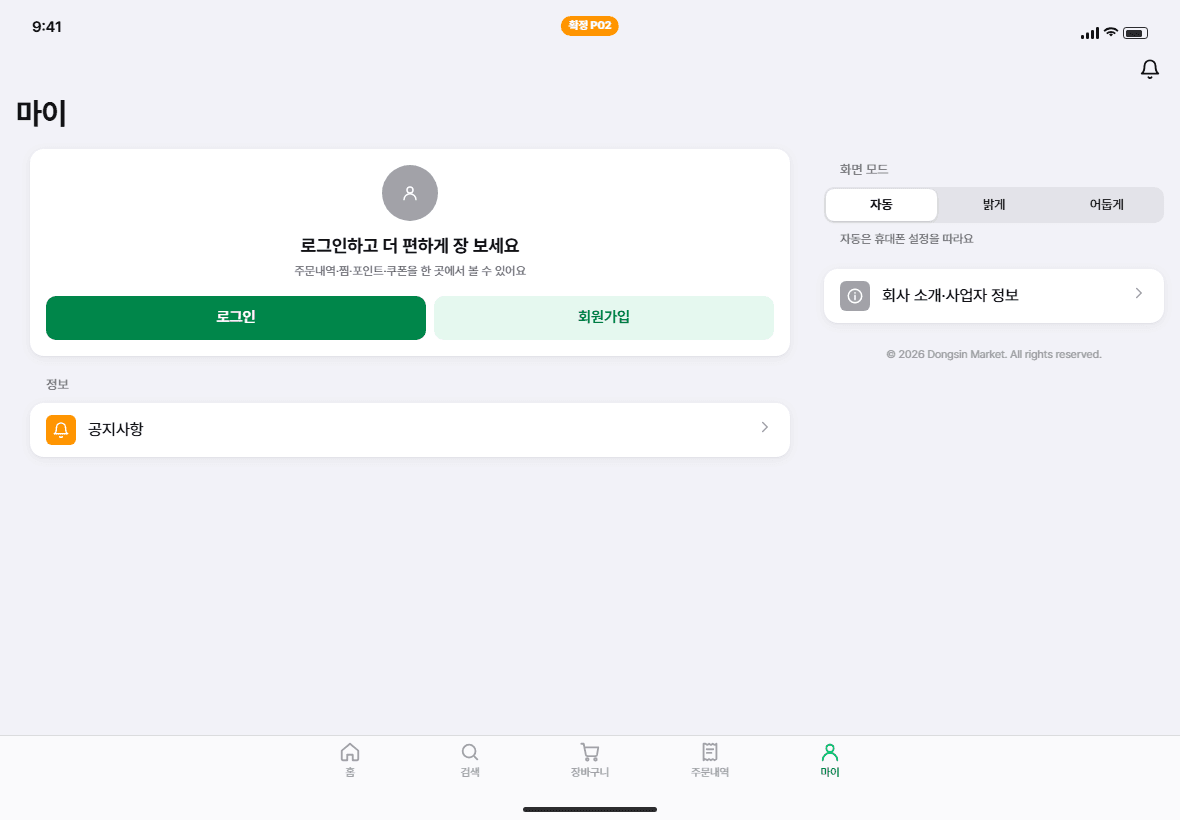 9:41
확정 P02
마이
로그인하고 더 편하게 장 보세요
주문내역·찜·포인트·쿠폰을 한 곳에서 볼 수 있어요
로그인
회원가입
정보
공지사항
화면 모드
자동
밝게
어둡게
자동은 휴대폰 설정을 따라요
회사 소개·사업자 정보
© 2026 Dongsin Market. All rights reserved.
홈
검색
장바구니
주문내역
마이